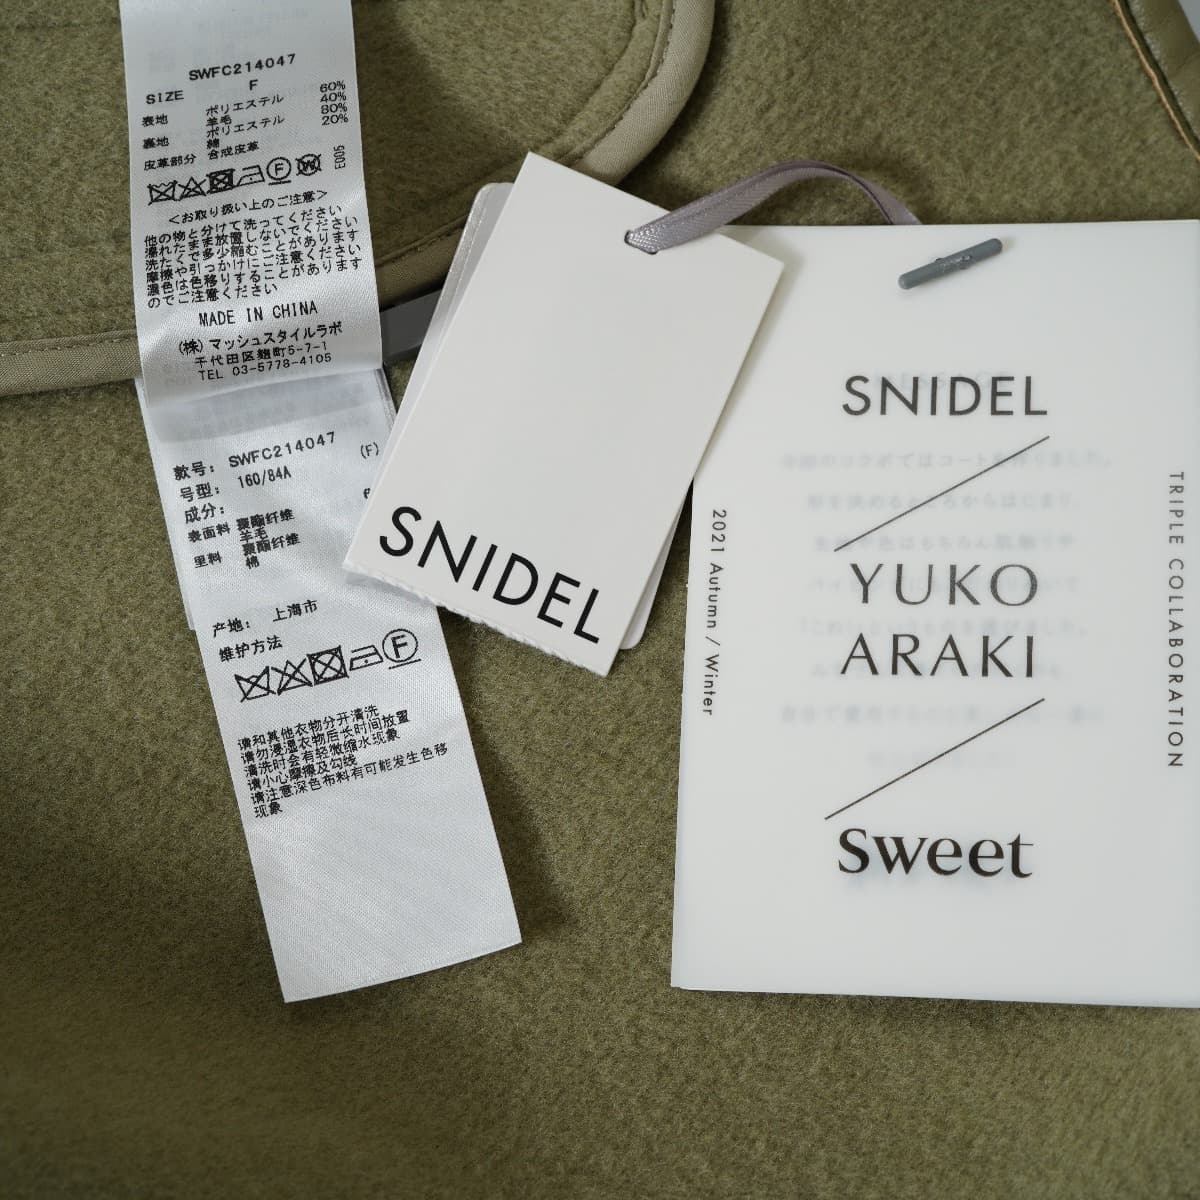 SWFC214047
SIZE F
表地 ポリエステル 60%
羊毛 40%
裏地 ポリエステル 80%
綿 20%
皮革部分 合成皮革
E005
F
W
<お取り扱い上のご注意>
他の物と分けて洗ってください
濡れたまま放置しないでください
洗たくで多少縮むことがあります
摩擦や引っかけにご注意ください
濃色は色移りすることがあります
のでご注意ください
MADE IN CHINA
(株)マッシュスタイルラボ
千代田区麹町5-7-1
TEL 03-5778-4105
款号: SWFC214047
号型: 160/84A (F)
成分:
表面料 聚酯纤维
羊毛
里料 聚酯纤维
棉
产地: 上海市
维护方法
F
请和其他衣物分开清洗
请勿浸湿衣物后长时间放置
清洗时会有轻微缩水现象
请小心摩擦及勾线
请注意深色布料有可能发生色移
现象
SNIDEL
SNIDEL
YUKO
ARAKI
Sweet
2021 Autumn / Winter
TRIPLE COLLABORATION